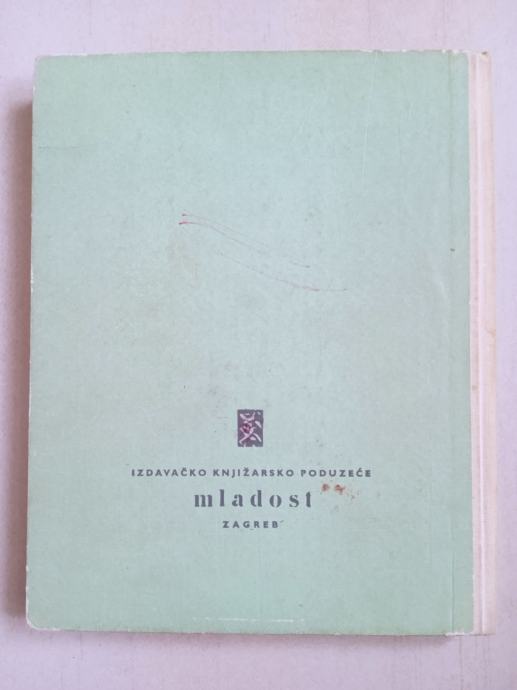 IZDAVAČKO KNJIŽARSKO PODUZEĆE
mladost
ZAGREB